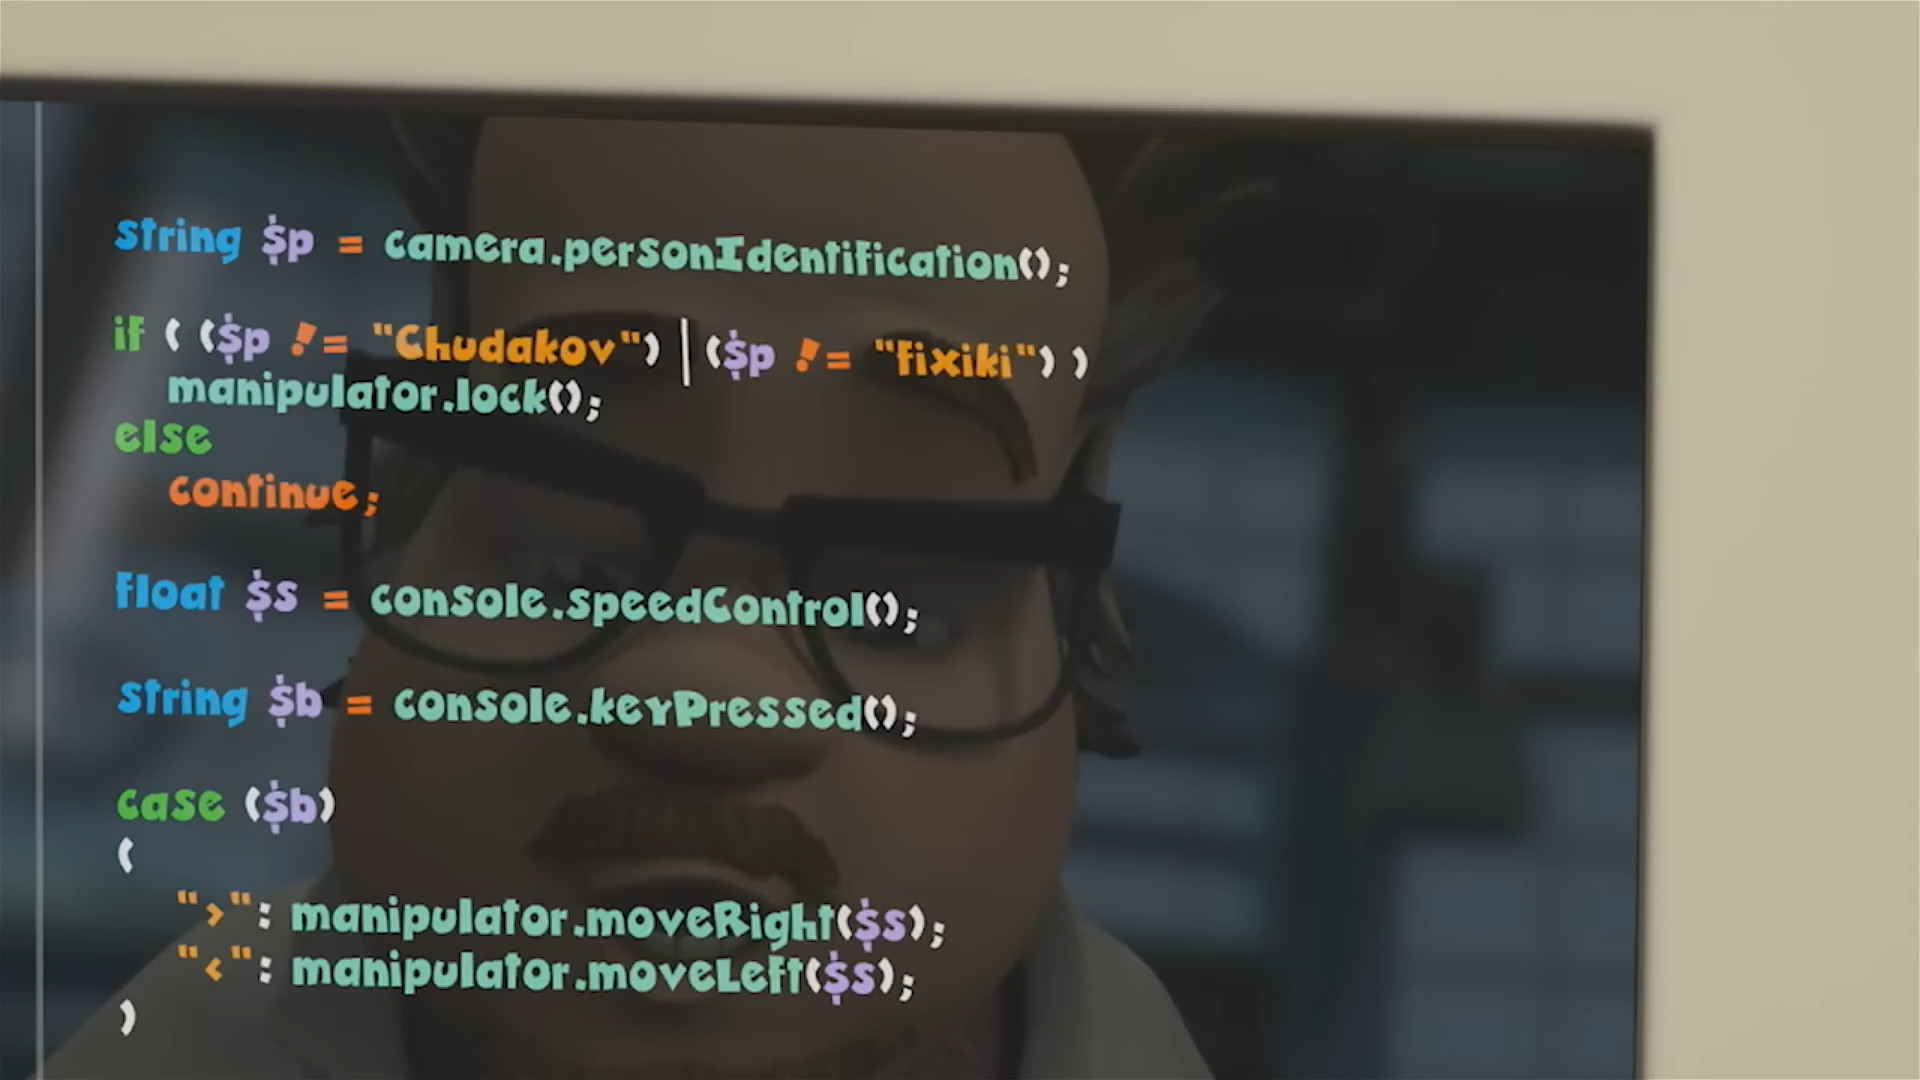 string $p = camera.personIdentification();
if ( ($p != "Chudakov") | ($p != "fixiki") )
manipulator.lock();
else
continue;
float $s = console.speedControl();
string $b = console.keyPressed();
case ($b)
(
">": manipulator.moveRight($s);
"<": manipulator.moveLeft($s);
)